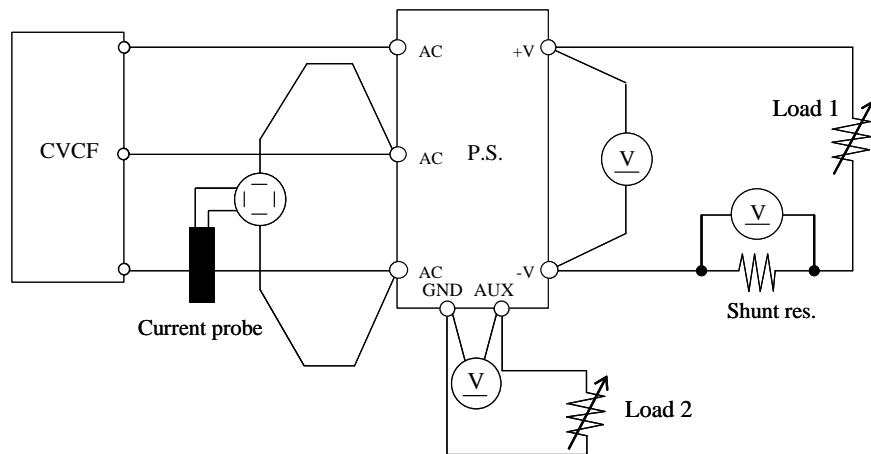 CVCF
AC
AC
AC
P.S.
+V
-V
GND
AUX
V
V
V
Load 1
Shunt res.
Current probe
Load 2